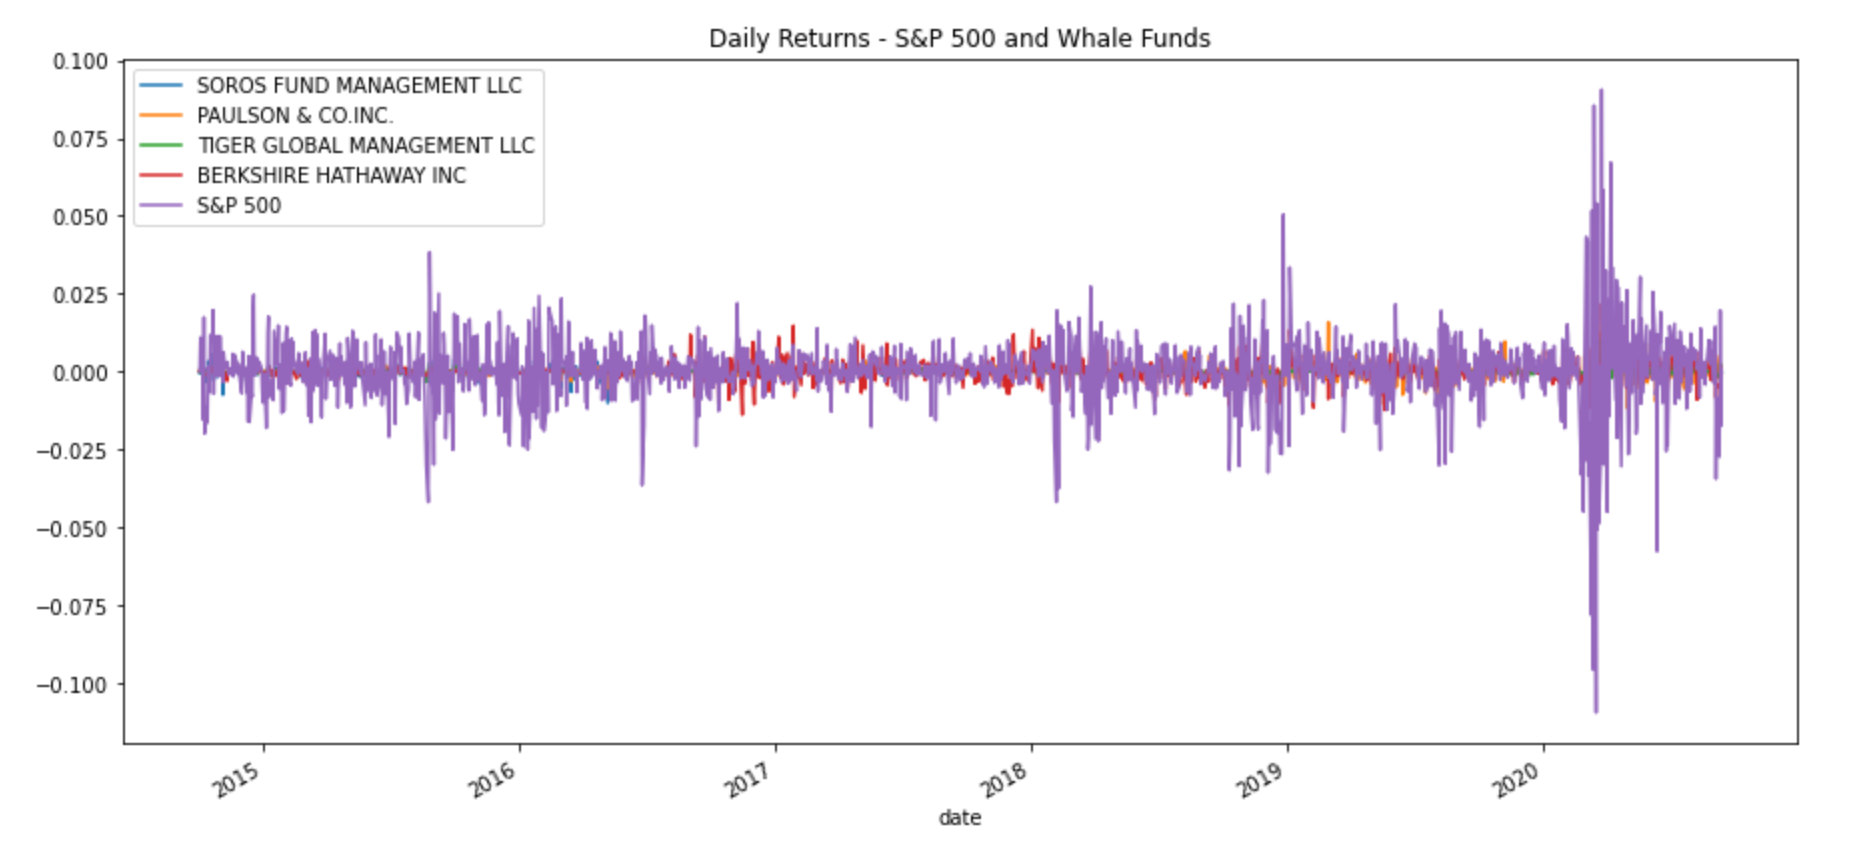 Daily Returns - S&P 500 and Whale Funds
0.100
0.075
0.050
0.025
0.000
−0.025
−0.050
−0.075
−0.100
SOROS FUND MANAGEMENT LLC
PAULSON & CO.INC.
TIGER GLOBAL MANAGEMENT LLC
BERKSHIRE HATHAWAY INC
S&P 500
2015
2016
2017
2018
2019
2020
date